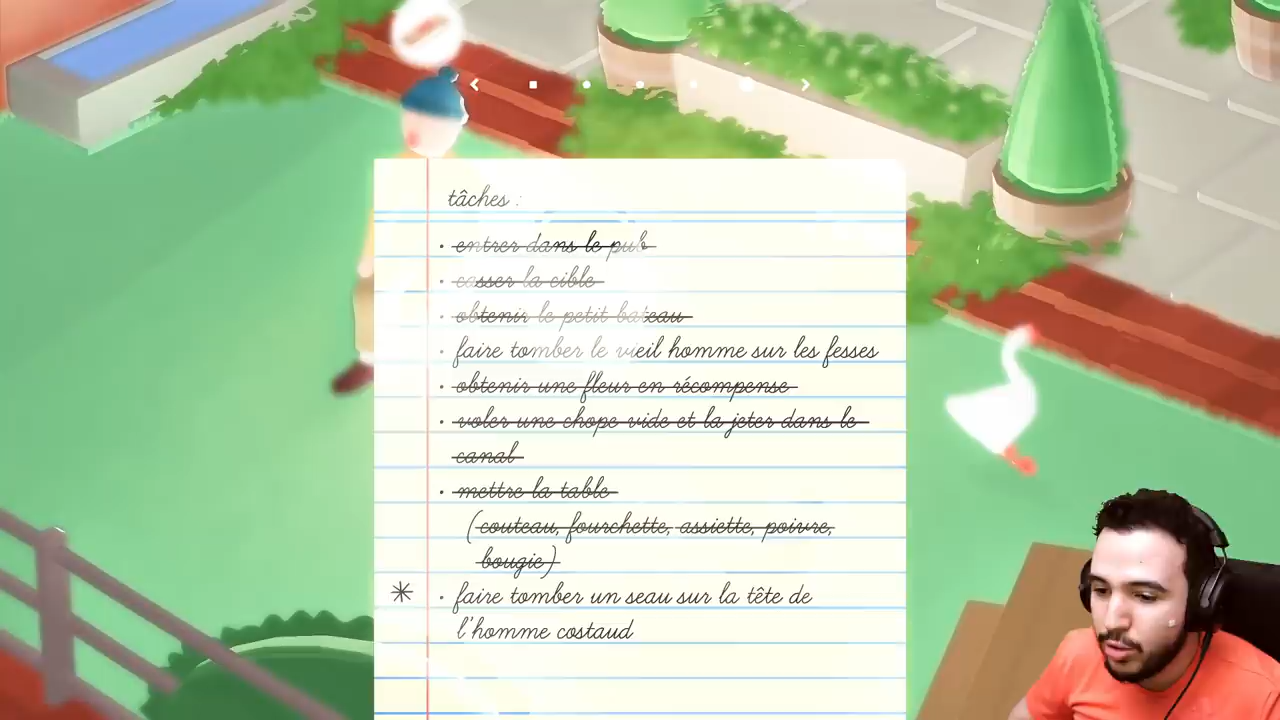 tâches :
• entrer dans le pub
• casser la cible
• obtenir le petit bateau
• faire tomber le vieil homme sur les fesses
• obtenir une fleur en récompense
• voler une chope vide et la jeter dans le
canal
• mettre la table
(couteau, fourchette, assiette, poivre,
bougie)
• faire tomber un seau sur la tête de
l'homme costaud